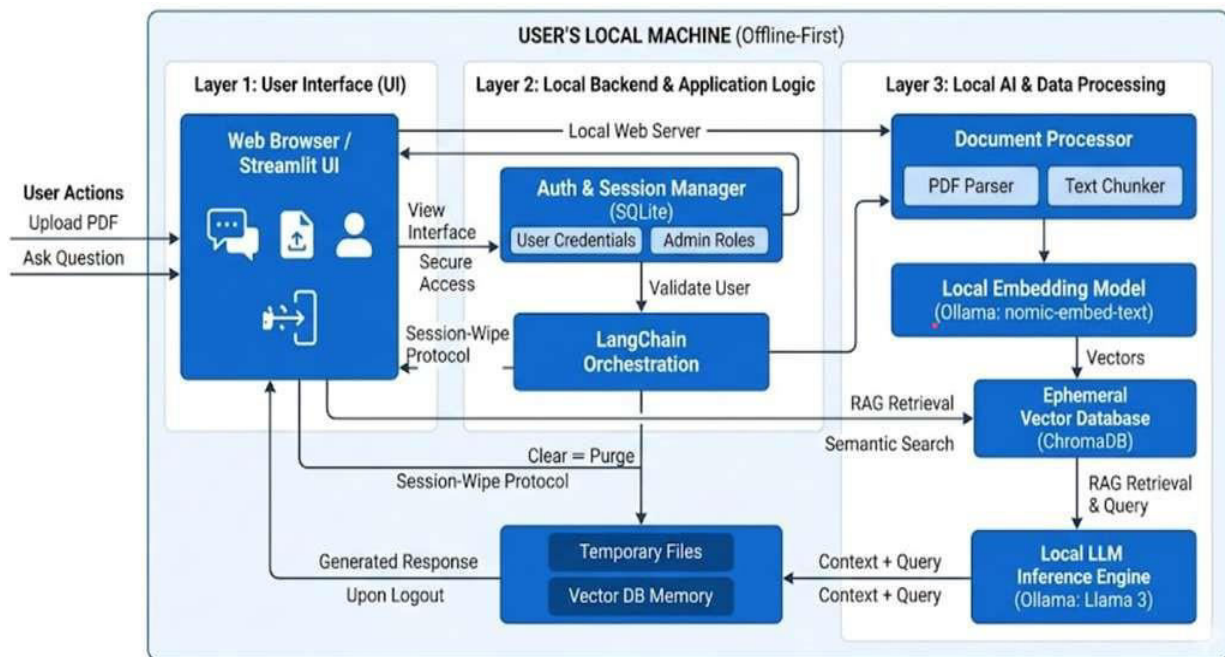 USER'S LOCAL MACHINE (Offline-First)
Layer 1: User Interface (UI)
Layer 2: Local Backend & Application Logic
Layer 3: Local AI & Data Processing
User Actions
Upload PDF
Ask Question
Web Browser /
Streamlit UI
View
Interface
Secure
Access
Session-Wipe
Protocol
Local Web Server
Auth & Session Manager
(SQLite)
User Credentials
Admin Roles
Validate User
LangChain
Orchestration
Document Processor
PDF Parser
Text Chunker
Local Embedding Model
(Ollama: nomic-embed-text)
Vectors
RAG Retrieval
Semantic Search
Ephemeral
Vector Database
(ChromaDB)
RAG Retrieval
& Query
Clear = Purge
Session-Wipe Protocol
Generated Response
Upon Logout
Temporary Files
Vector DB Memory
Context + Query
Context + Query
Local LLM
Inference Engine
(Ollama: Llama 3)